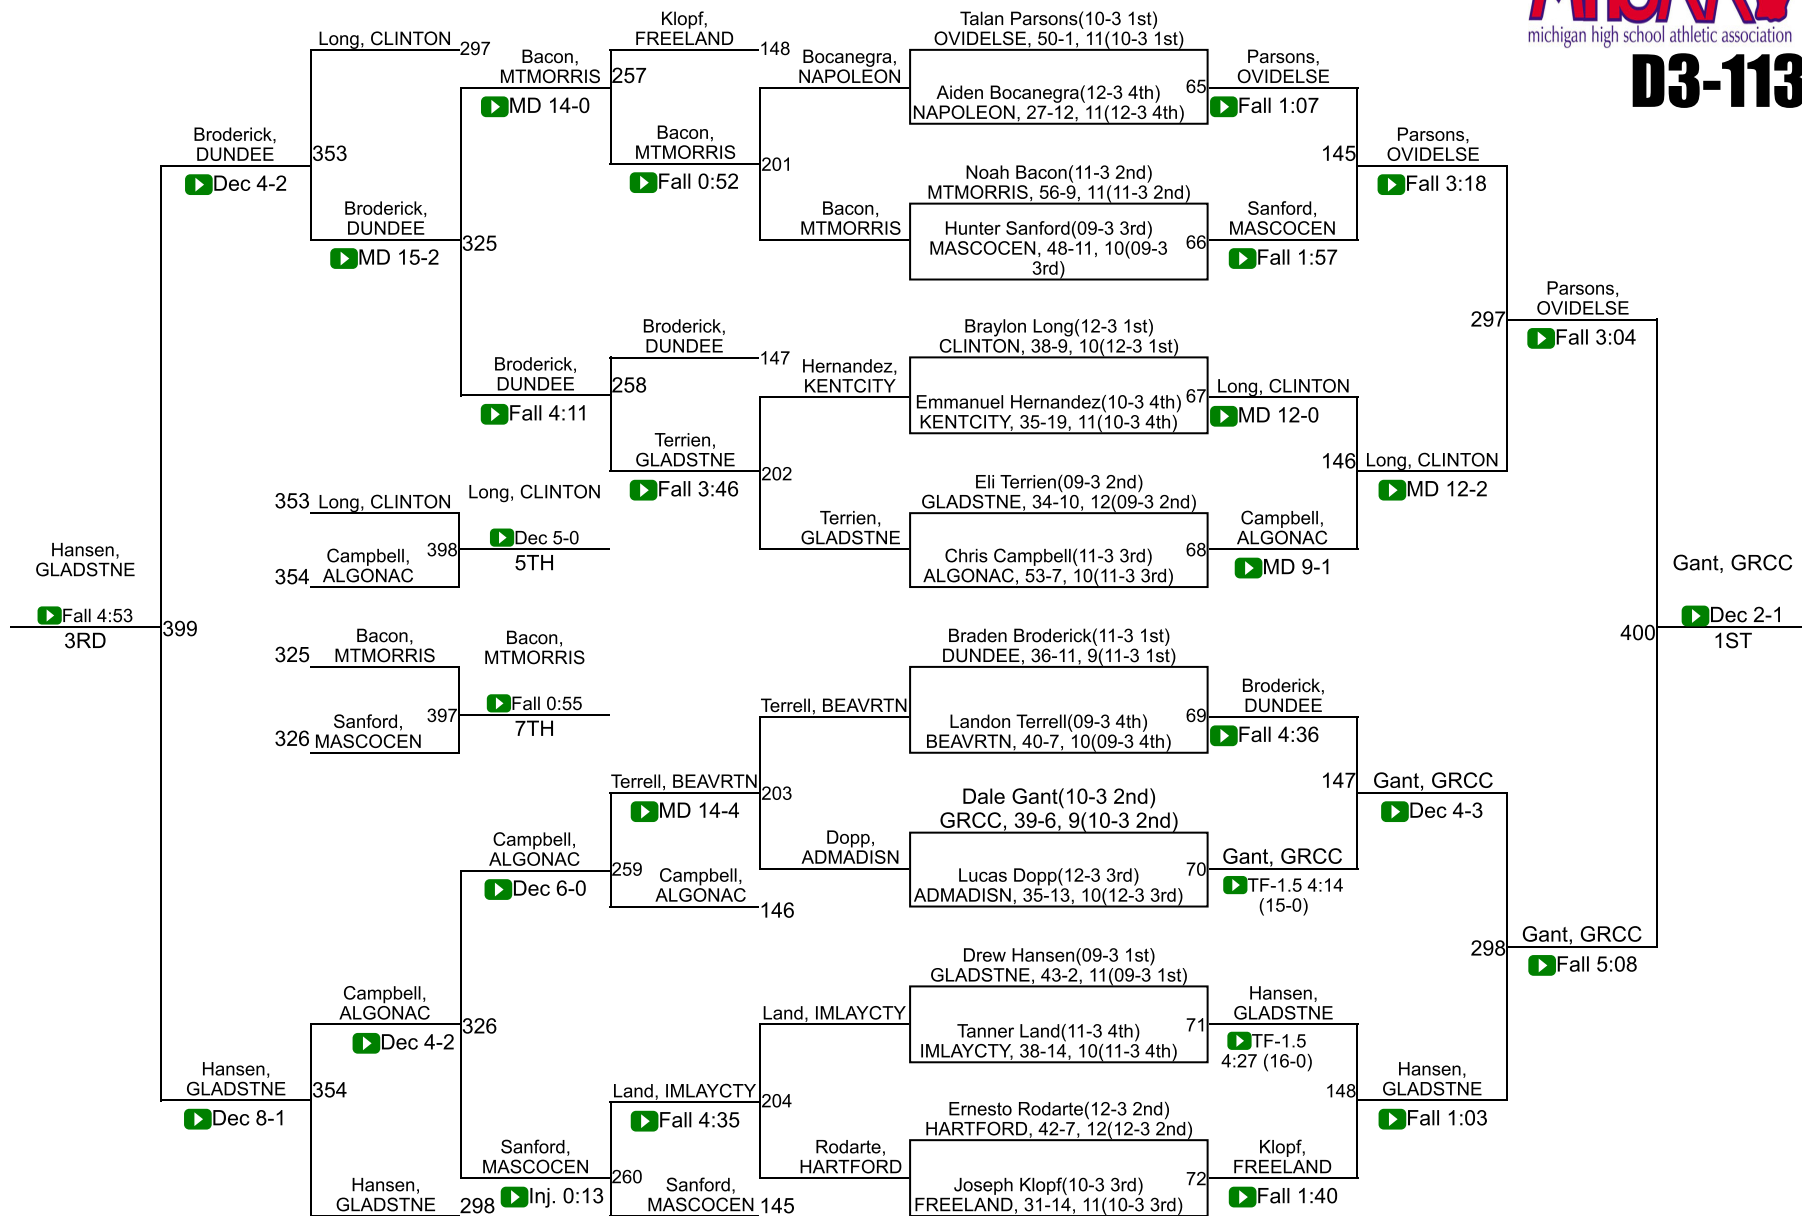 michigan high school athletic association
D3-113
Long, CLINTON
297
Bacon,
MTMORRIS
MD 14-0
257
Klopf,
FREELAND
148
Bocanegra,
NAPOLEON
Talan Parsons(10-3 1st)
OVIDELSE, 50-1, 11(10-3 1st)
Aiden Bocanegra(12-3 4th)
NAPOLEON, 27-12, 11(12-3 4th)
65
Parsons,
OVIDELSE
Fall 1:07
Broderick,
DUNDEE
Dec 4-2
353
Bacon,
MTMORRIS
Fall 0:52
201
145
Parsons,
OVIDELSE
Fall 3:18
Broderick,
DUNDEE
MD 15-2
325
Bacon,
MTMORRIS
Noah Bacon(11-3 2nd)
MTMORRIS, 56-9, 11(11-3 2nd)
Hunter Sanford(09-3 3rd)
MASCOCEN, 48-11, 10(09-3
3rd)
66
Sanford,
MASCOCEN
Fall 1:57
297
Parsons,
OVIDELSE
Fall 3:04
Broderick,
DUNDEE
147
Broderick,
DUNDEE
Fall 4:11
258
Hernandez,
KENTCITY
Braylon Long(12-3 1st)
CLINTON, 38-9, 10(12-3 1st)
Emmanuel Hernandez(10-3 4th)
KENTCITY, 35-19, 11(10-3 4th)
67
Long, CLINTON
MD 12-0
Terrien,
GLADSTNE
Fall 3:46
202
146
Long, CLINTON
MD 12-2
Terrien,
GLADSTNE
Eli Terrien(09-3 2nd)
GLADSTNE, 34-10, 12(09-3 2nd)
Chris Campbell(11-3 3rd)
ALGONAC, 53-7, 10(11-3 3rd)
68
Campbell,
ALGONAC
MD 9-1
353
Long, CLINTON
354
Campbell,
ALGONAC
398
Long, CLINTON
Dec 5-0
5TH
Hansen,
GLADSTNE
Fall 4:53
3RD
399
325
Bacon,
MTMORRIS
326
Sanford,
MASCOCEN
397
Bacon,
MTMORRIS
Fall 0:55
7TH
400
Gant, GRCC
Dec 2-1
1ST
Terrell, BEAVRTN
Braden Broderick(11-3 1st)
DUNDEE, 36-11, 9(11-3 1st)
Landon Terrell(09-3 4th)
BEAVRTN, 40-7, 10(09-3 4th)
69
Broderick,
DUNDEE
Fall 4:36
Terrell, BEAVRTN
MD 14-4
203
147
Gant, GRCC
Dec 4-3
Campbell,
ALGONAC
Dec 6-0
259
Campbell,
ALGONAC
146
Dopp,
ADMADISN
Dale Gant(10-3 2nd)
GRCC, 39-6, 9(10-3 2nd)
Lucas Dopp(12-3 3rd)
ADMADISN, 35-13, 10(12-3 3rd)
70
Gant, GRCC
TF-1.5 4:14
(15-0)
298
Gant, GRCC
Fall 5:08
Campbell,
ALGONAC
Dec 4-2
326
Land, IMLAYCTY
Drew Hansen(09-3 1st)
GLADSTNE, 43-2, 11(09-3 1st)
Tanner Land(11-3 4th)
IMLAYCTY, 38-14, 10(11-3 4th)
71
Hansen,
GLADSTNE
TF-1.5
4:27 (16-0)
Hansen,
GLADSTNE
Dec 8-1
354
Land, IMLAYCTY
Fall 4:35
204
148
Hansen,
GLADSTNE
Fall 1:03
Hansen,
GLADSTNE
298
Sanford,
MASCOCEN
Inj. 0:13
260
Sanford,
MASCOCEN
145
Rodarte,
HARTFORD
Ernesto Rodarte(12-3 2nd)
HARTFORD, 42-7, 12(12-3 2nd)
Joseph Klopf(10-3 3rd)
FREELAND, 31-14, 11(10-3 3rd)
72
Klopf,
FREELAND
Fall 1:40